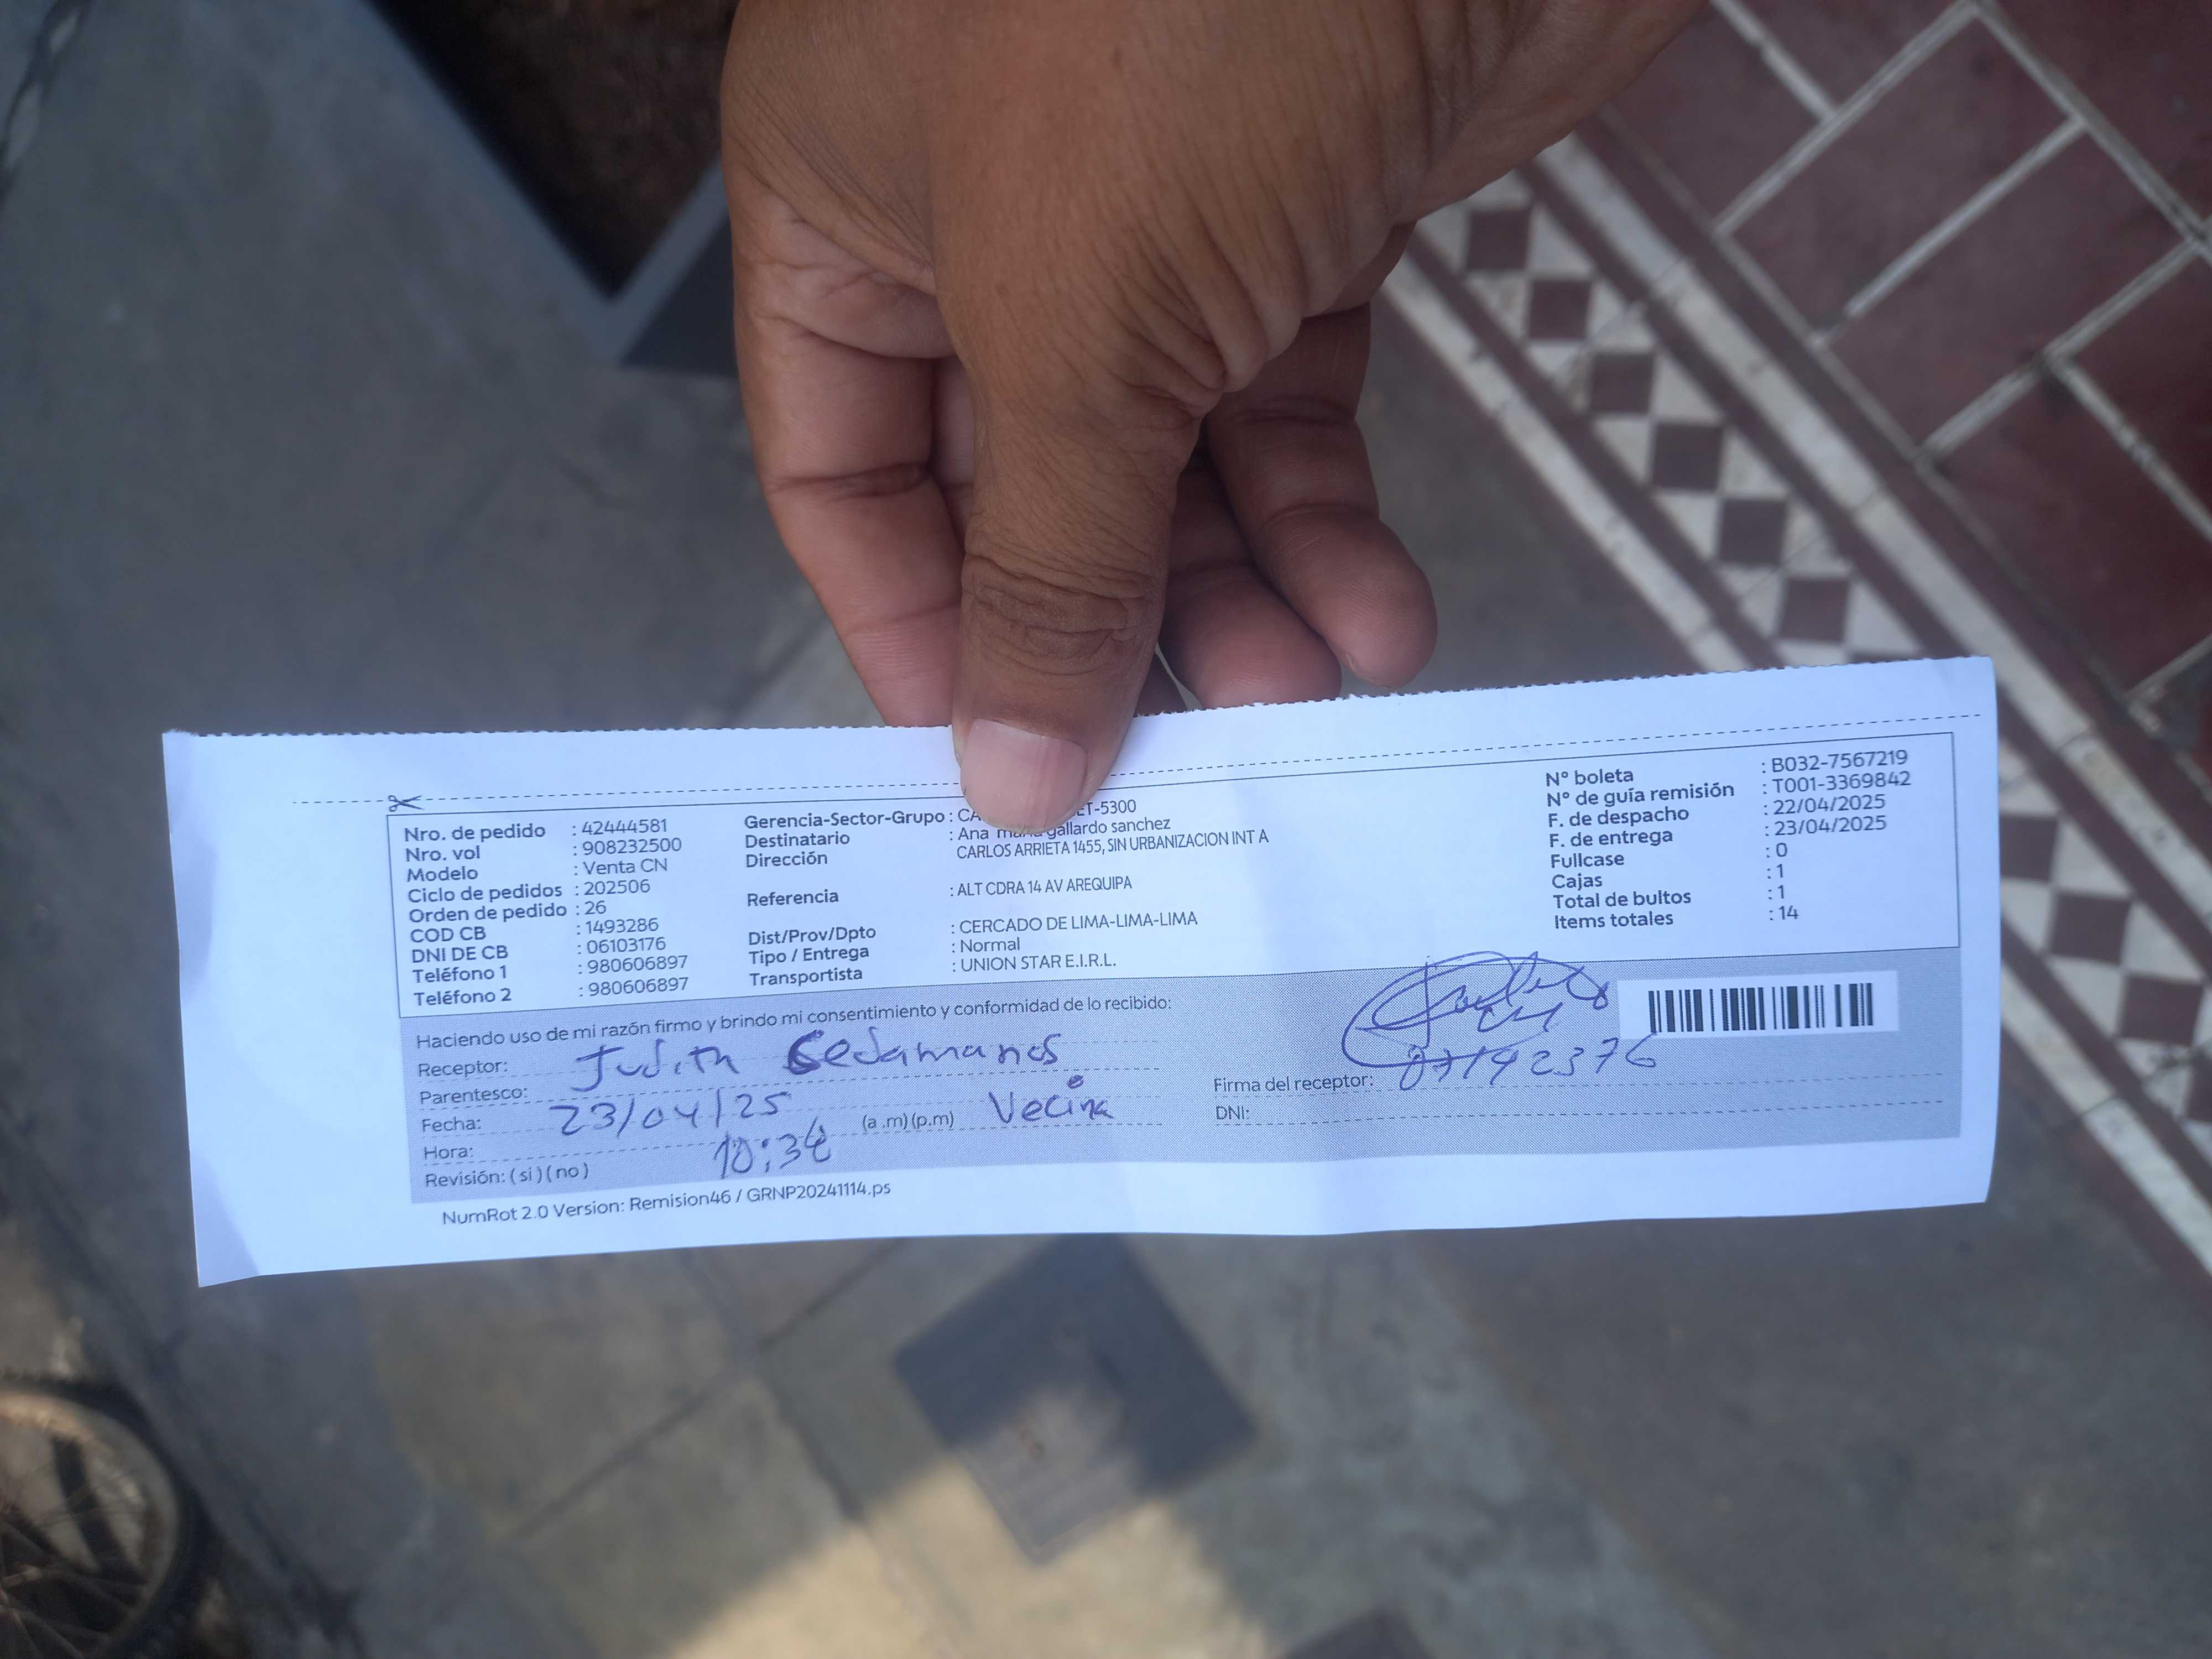 Nro. de pedido : 42444581
Nro. vol : 908232500
Modelo : Venta CN
Ciclo de pedidos : 202506
Orden de pedido : 26
COD CB : 1493286
DNI DE CB : 06103176
Teléfono 1 : 980606897
Teléfono 2 : 980606897
Gerencia-Sector-Grupo : CA ET-5300
Destinatario : Ana maria gallardo sanchez
Dirección CARLOS ARRIETA 1455, SIN URBANIZACION INT A
Referencia : ALT CDRA 14 AV AREQUIPA
Dist/Prov/Dpto : CERCADO DE LIMA-LIMA-LIMA
Tipo / Entrega : Normal
Transportista : UNION STAR E.I.R.L.
Nº boleta : B032-7567219
Nº de guía remisión : T001-3369842
F. de despacho : 22/04/2025
F. de entrega : 23/04/2025
Fullcase : 0
Cajas : 1
Total de bultos : 1
Items totales : 14
Haciendo uso de mi razón firmo y brindo mi consentimiento y conformidad de lo recibido:
Receptor: Judith
Parentesco:
Fecha: 23/04/25 (a .m) (p.m) Vecina
Hora:
Revisión: ( si ) ( no )
Firma del receptor: 07192376
DNI:
NumRot 2.0 Version: Remision46 / GRNP20241114.ps